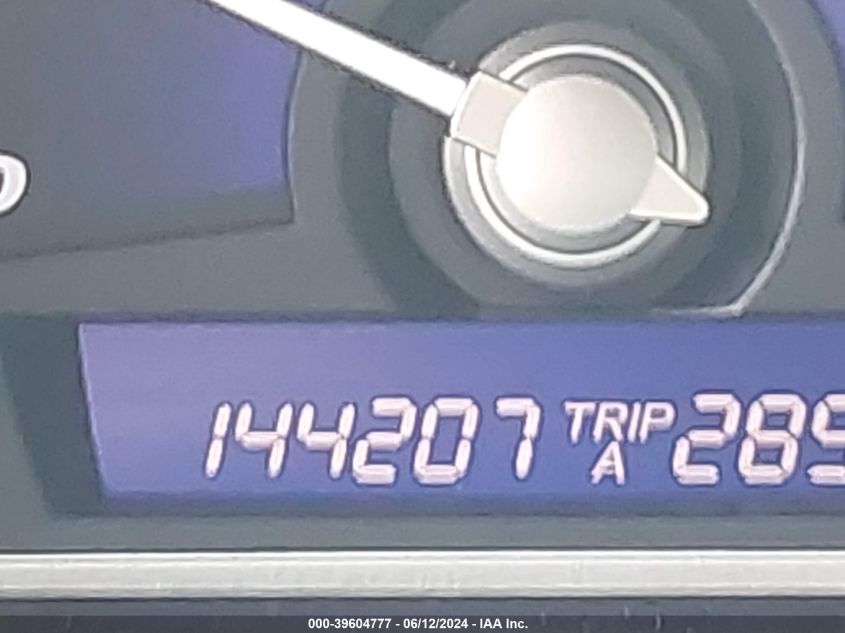 144207 TRIP A 289
000-39604777 - 06/12/2024 - IAA Inc.